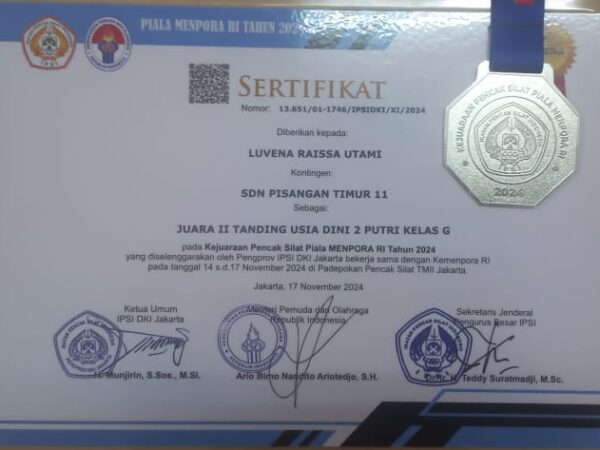 PIALA MENPORA RI TAHUN 2024
SERTIFIKAT
Nomor: 13.651/01-1746/IPSIDKI/XI/2024
Diberikan kepada:
LUVENA RAISSA UTAMI
Kontingen:
SDN PISANGAN TIMUR 11
Sebagai:
JUARA II TANDING USIA DINI 2 PUTRI KELAS G
pada Kejuaraan Pencak Silat Piala MENPORA RI Tahun 2024
yang diselenggarakan oleh Pengprov IPSI DKI Jakarta bekerja sama dengan Kemenpora RI
pada tanggal 14 s.d.17 November 2024 di Padepokan Pencak Silat TMII Jakarta.
Jakarta, 17 November 2024
Ketua Umum
IPSI DKI Jakarta
H. Munjirin, S.Sos., M.SI.
Menteri Pemuda dan Olahraga
Republik Indonesia
Ario Bimo Nandito Ariotedjo, S.H.
Sekretaris Jenderal
Pengurus Besar IPSI
Dr. Ir. H. Teddy Suratmadji, M.Sc.
KEJUARAAN PENCAK SILAT PIALA MENPORA RI
IPSI
2024